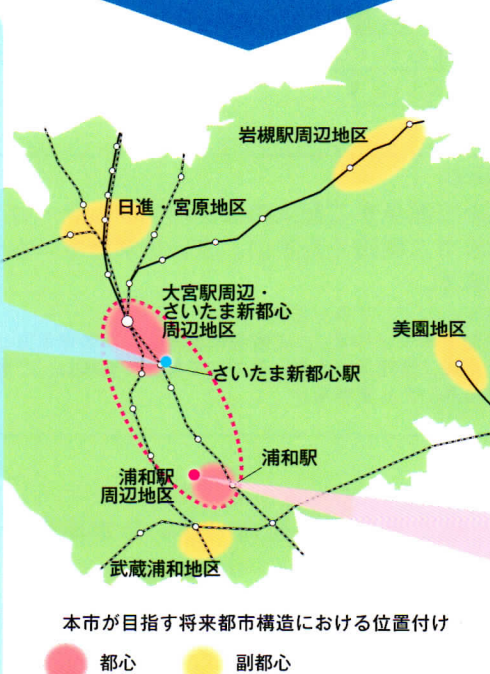 岩槻駅周辺地区
日進・宮原地区
大宮駅周辺・
さいたま新都心
周辺地区
美園地区
さいたま新都心駅
浦和駅
浦和駅
周辺地区
武蔵浦和地区
本市が目指す将来都市構造における位置付け
都心
副都心